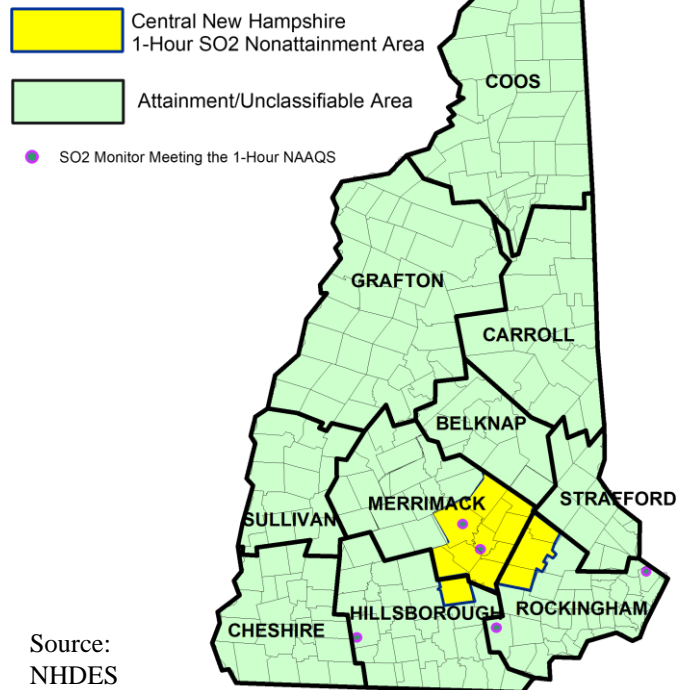 Central New Hampshire
1-Hour SO2 Nonattainment Area
Attainment/Unclassifiable Area
SO2 Monitor Meeting the 1-Hour NAAQS
COOS
GRAFTON
CARROLL
BELKNAP
MERRIMACK
STRAFFORD
SULLIVAN
HILLSBOROUGH
ROCKINGHAM
CHESHIRE
Source:
NHDES